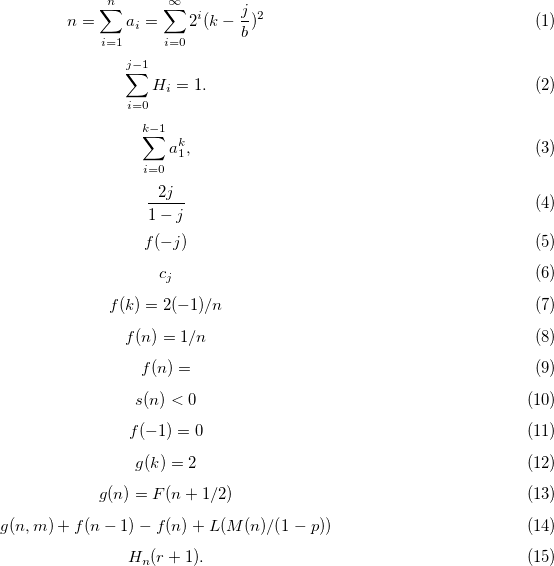 n = \sum_{i=1}^{n} a_i = \sum_{i=0}^{\infty} 2^i (k - \frac{j}{b})^2 (1)
\sum_{i=0}^{j-1} H_i = 1. (2)
\sum_{i=0}^{k-1} a_1^k, (3)
\frac{2j}{1-j} (4)
f(-j) (5)
c_j (6)
f(k) = 2(-1)/n (7)
f(n) = 1/n (8)
f(n) = (9)
s(n) < 0 (10)
f(-1) = 0 (11)
g(k) = 2 (12)
g(n) = F(n + 1/2) (13)
g(n, m) + f(n - 1) - f(n) + L(M(n)/(1 - p)) (14)
H_n(r + 1). (15)